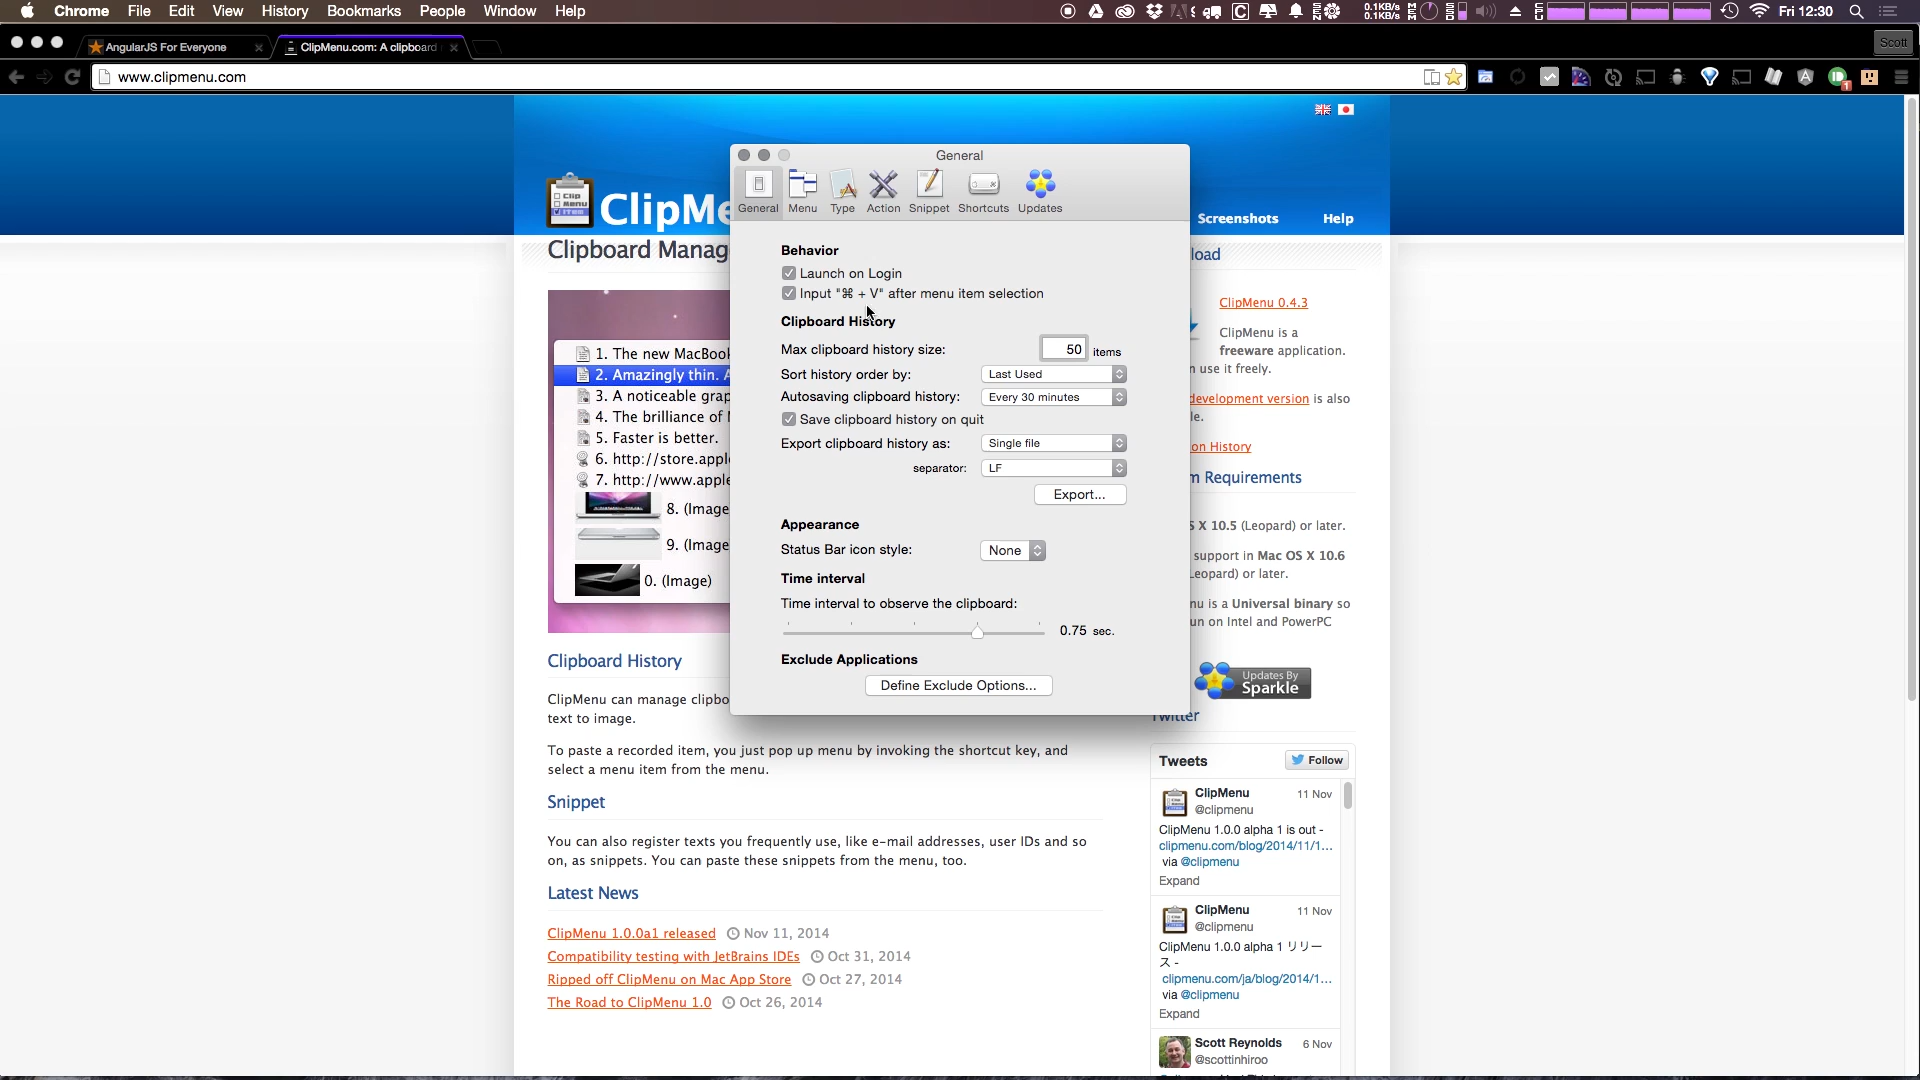 Chrome File Edit View History Bookmarks People Window Help
0.1KB/s
0.1KB/s
Fri 12:30
AngularJS For Everyone
ClipMenu.com: A clipboard
Scott
www.clipmenu.com
ClipMe
Screenshots Help
Clipboard Manag
load
General
General Menu Type Action Snippet Shortcuts Updates
Behavior
Launch on Login
Input "⌘ + V" after menu item selection
Clipboard History
Max clipboard history size: 50 items
Sort history order by: Last Used
Autosaving clipboard history: Every 30 minutes
Save clipboard history on quit
Export clipboard history as: Single file
separator: LF
Export...
Appearance
Status Bar icon style: None
Time interval
Time interval to observe the clipboard:
0.75 sec.
Exclude Applications
Define Exclude Options...
1. The new MacBook
2. Amazingly thin. A
3. A noticeable grap
4. The brilliance of
5. Faster is better.
6. http://store.appl
7. http://www.apple
8. (Image
9. (Image
0. (Image)
ClipMenu 0.4.3
ClipMenu is a
freeware application.
n use it freely.
development version is also
le.
on History
m Requirements
S X 10.5 (Leopard) or later.
support in Mac OS X 10.6
Leopard) or later.
nu is a Universal binary so
un on Intel and PowerPC
Updates By
Sparkle
Twitter
Clipboard History
ClipMenu can manage clipbo
text to image.
To paste a recorded item, you just pop up menu by invoking the shortcut key, and
select a menu item from the menu.
Snippet
You can also register texts you frequently use, like e-mail addresses, user IDs and so
on, as snippets. You can paste these snippets from the menu, too.
Latest News
ClipMenu 1.0.0a1 released Nov 11, 2014
Compatibility testing with JetBrains IDEs Oct 31, 2014
Ripped off ClipMenu on Mac App Store Oct 27, 2014
The Road to ClipMenu 1.0 Oct 26, 2014
Tweets Follow
ClipMenu 11 Nov
@clipmenu
ClipMenu 1.0.0 alpha 1 is out -
clipmenu.com/blog/2014/11/1...
via @clipmenu
Expand
ClipMenu 11 Nov
@clipmenu
ClipMenu 1.0.0 alpha 1 リリー
ス -
clipmenu.com/ja/blog/2014/1...
via @clipmenu
Expand
Scott Reynolds 6 Nov
@scottinhiroo